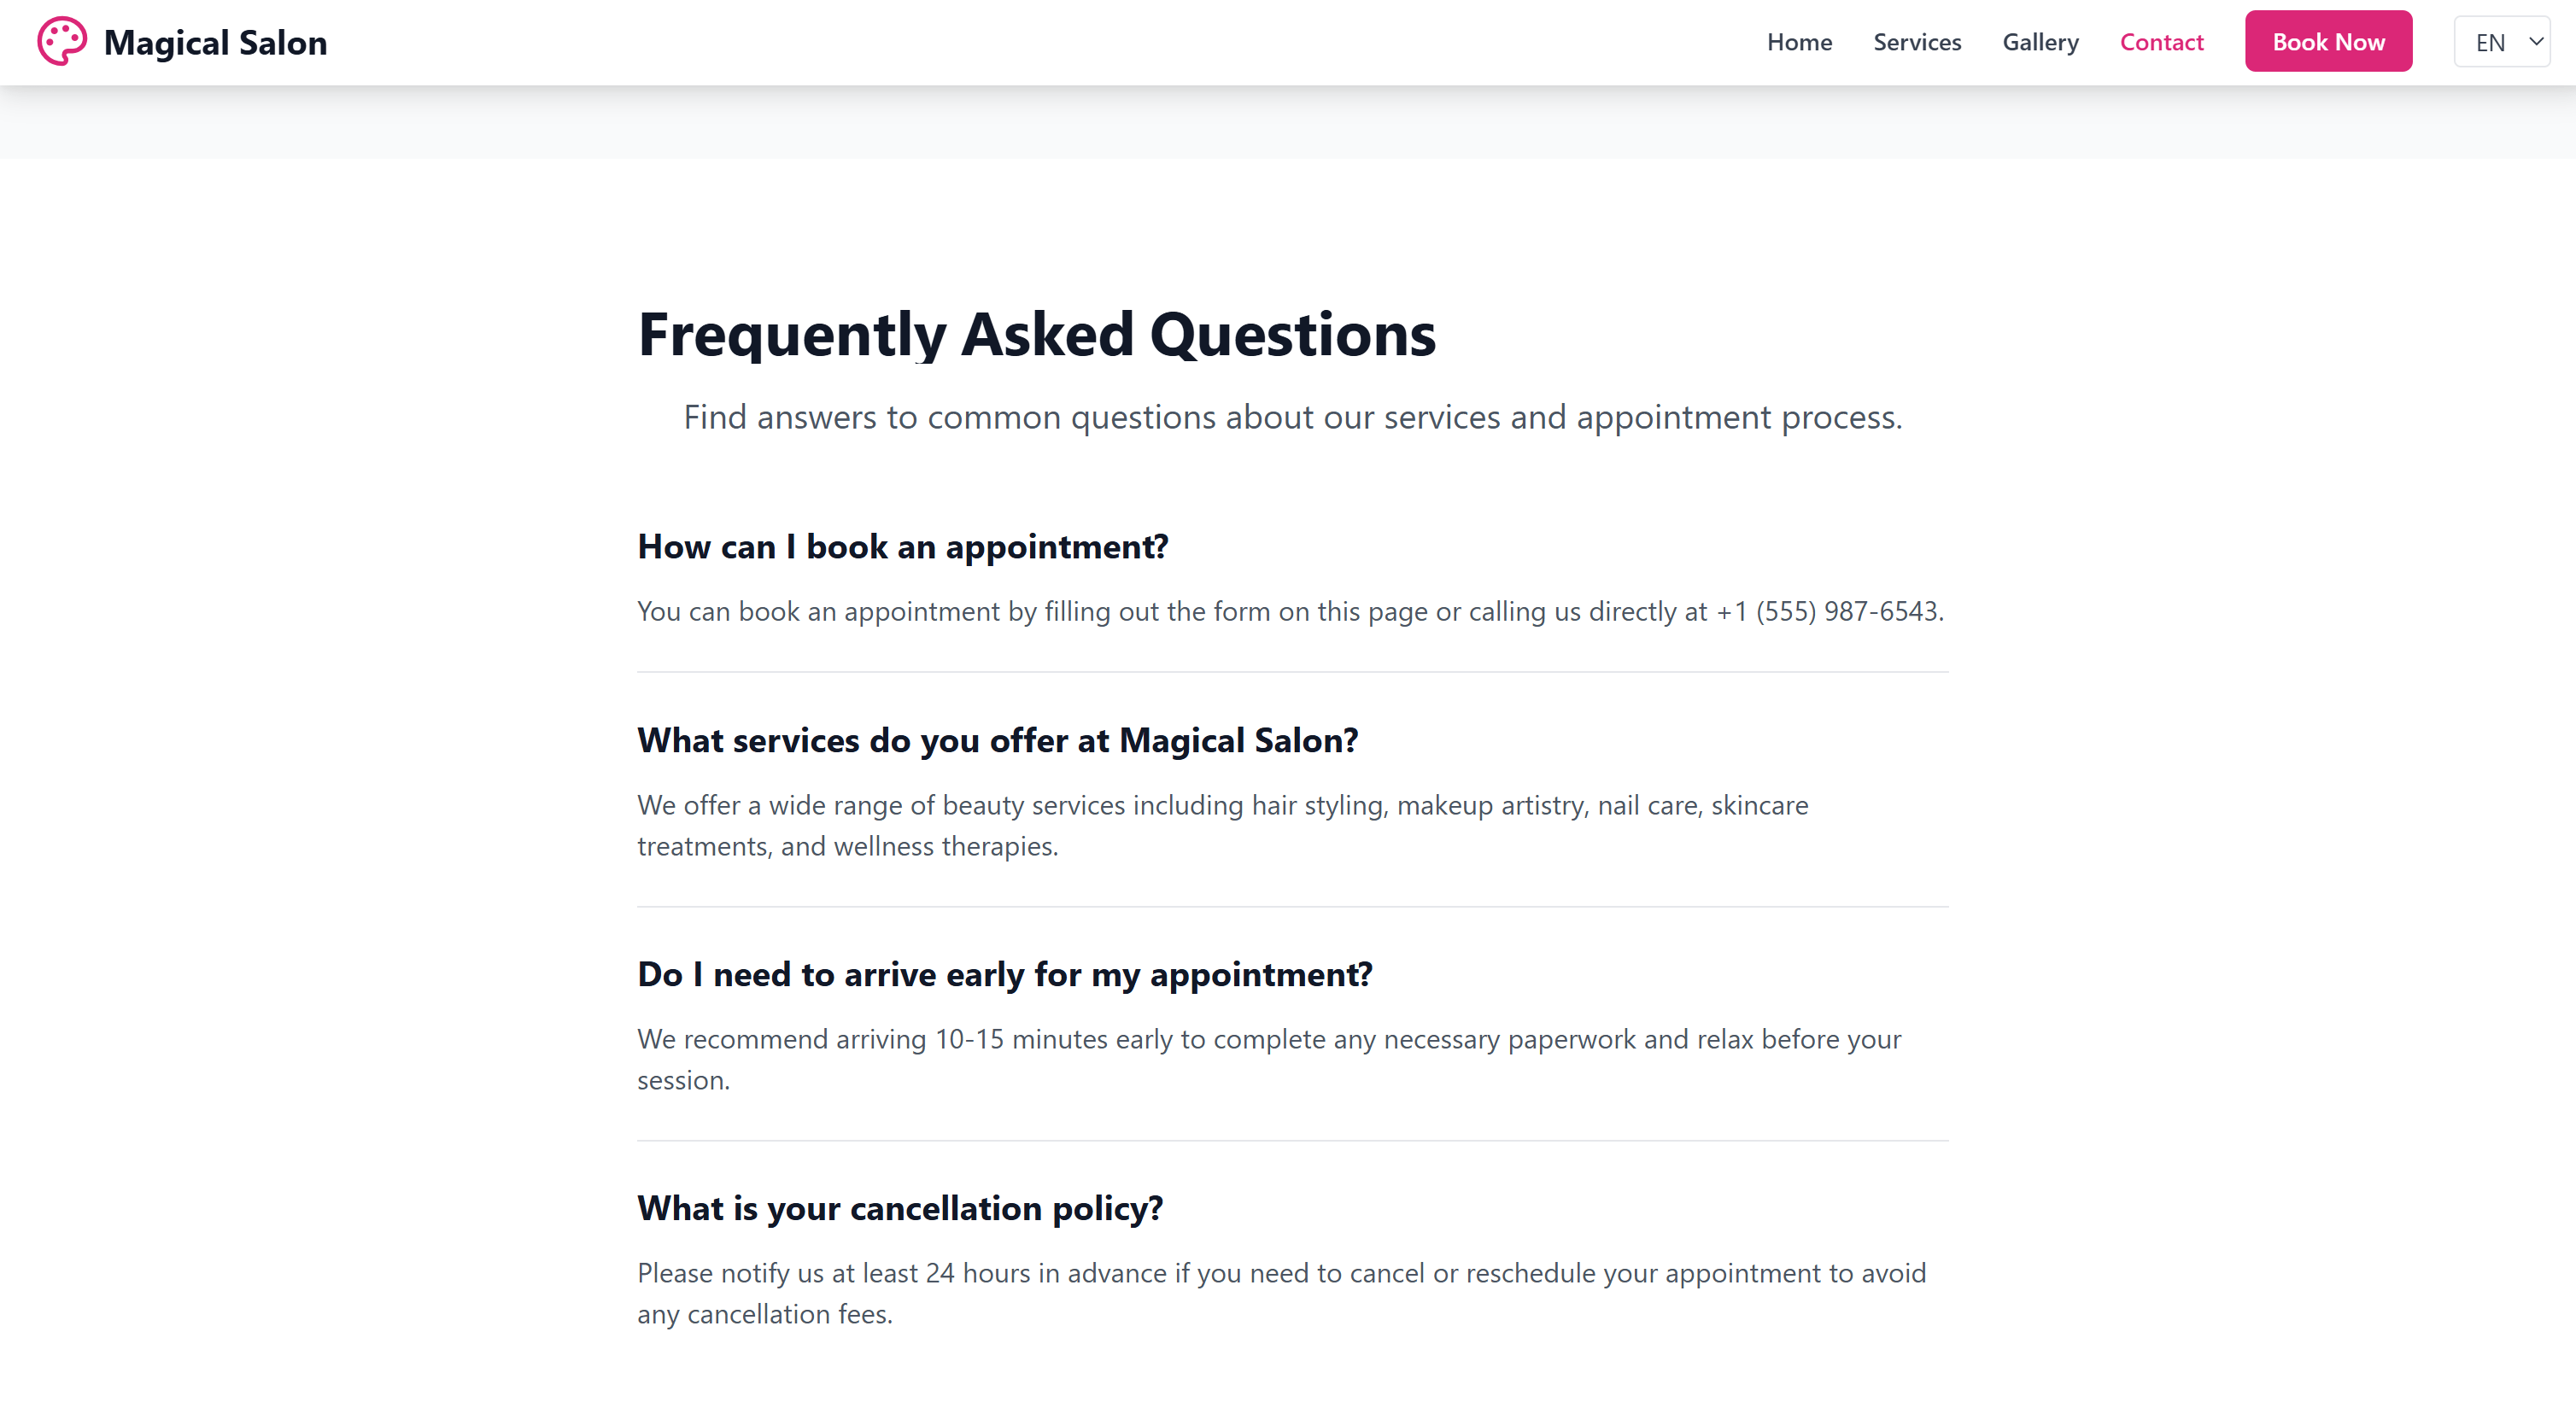 Magical Salon
Home Services Gallery Contact Book Now EN
Frequently Asked Questions
Find answers to common questions about our services and appointment process.
How can I book an appointment?
You can book an appointment by filling out the form on this page or calling us directly at +1 (555) 987-6543.
What services do you offer at Magical Salon?
We offer a wide range of beauty services including hair styling, makeup artistry, nail care, skincare
treatments, and wellness therapies.
Do I need to arrive early for my appointment?
We recommend arriving 10-15 minutes early to complete any necessary paperwork and relax before your
session.
What is your cancellation policy?
Please notify us at least 24 hours in advance if you need to cancel or reschedule your appointment to avoid
any cancellation fees.